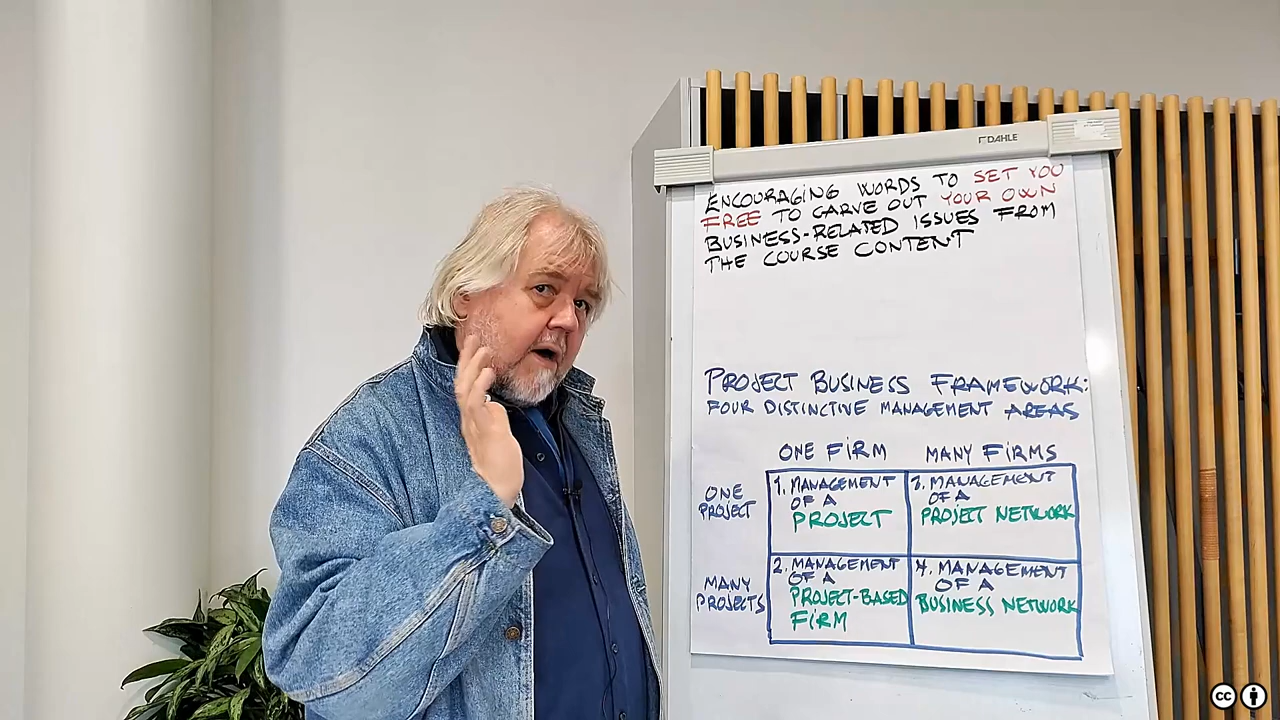 DAHLE
ENCOURAGING WORDS TO SET YOU
FREE TO CARVE OUT YOUR OWN
BUSINESS-RELATED ISSUES FROM
THE COURSE CONTENT
PROJECT BUSINESS FRAMEWORK:
FOUR DISTINCTIVE MANAGEMENT AREAS
ONE FIRM MANY FIRMS
ONE
PROJECT
1. MANAGEMENT
OF A
PROJECT
3. MANAGEMENT
OF A
PROJECT NETWORK
MANY
PROJECTS
2. MANAGEMENT
OF A
PROJECT-BASED
FIRM
4. MANAGEMENT
OF A
BUSINESS NETWORK
cc